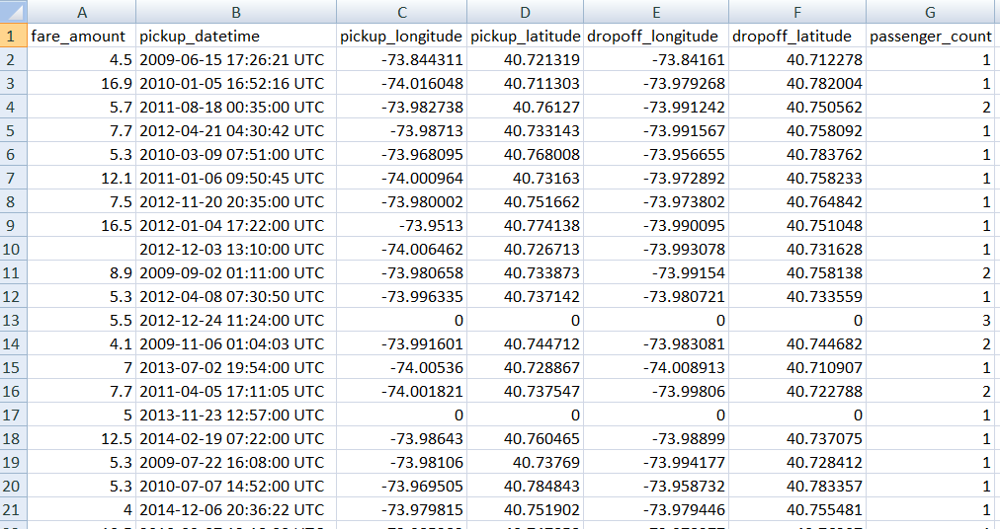 A B C D E F G
1 fare_amount pickup_datetime pickup_longitude pickup_latitude dropoff_longitude dropoff_latitude passenger_count
2 4.5 2009-06-15 17:26:21 UTC -73.844311 40.721319 -73.84161 40.712278 1
3 16.9 2010-01-05 16:52:16 UTC -74.016048 40.711303 -73.979268 40.782004 1
4 5.7 2011-08-18 00:35:00 UTC -73.982738 40.76127 -73.991242 40.750562 2
5 7.7 2012-04-21 04:30:42 UTC -73.98713 40.733143 -73.991567 40.758092 1
6 5.3 2010-03-09 07:51:00 UTC -73.968095 40.768008 -73.956655 40.783762 1
7 12.1 2011-01-06 09:50:45 UTC -74.000964 40.73163 -73.972892 40.758233 1
8 7.5 2012-11-20 20:35:00 UTC -73.980002 40.751662 -73.973802 40.764842 1
9 16.5 2012-01-04 17:22:00 UTC -73.9513 40.774138 -73.990095 40.751048 1
10 2012-12-03 13:10:00 UTC -74.006462 40.726713 -73.993078 40.731628 1
11 8.9 2009-09-02 01:11:00 UTC -73.980658 40.733873 -73.99154 40.758138 2
12 5.3 2012-04-08 07:30:50 UTC -73.996335 40.737142 -73.980721 40.733559 1
13 5.5 2012-12-24 11:24:00 UTC 0 0 0 0 3
14 4.1 2009-11-06 01:04:03 UTC -73.991601 40.744712 -73.983081 40.744682 2
15 7 2013-07-02 19:54:00 UTC -74.00536 40.728867 -74.008913 40.710907 1
16 7.7 2011-04-05 17:11:05 UTC -74.001821 40.737547 -73.99806 40.722788 2
17 5 2013-11-23 12:57:00 UTC 0 0 0 0 1
18 12.5 2014-02-19 07:22:00 UTC -73.98643 40.760465 -73.98899 40.737075 1
19 5.3 2009-07-22 16:08:00 UTC -73.98106 40.73769 -73.994177 40.728412 1
20 5.3 2010-07-07 14:52:00 UTC -73.969505 40.784843 -73.958732 40.783357 1
21 4 2014-12-06 20:36:22 UTC -73.979815 40.751902 -73.979446 40.755481 1